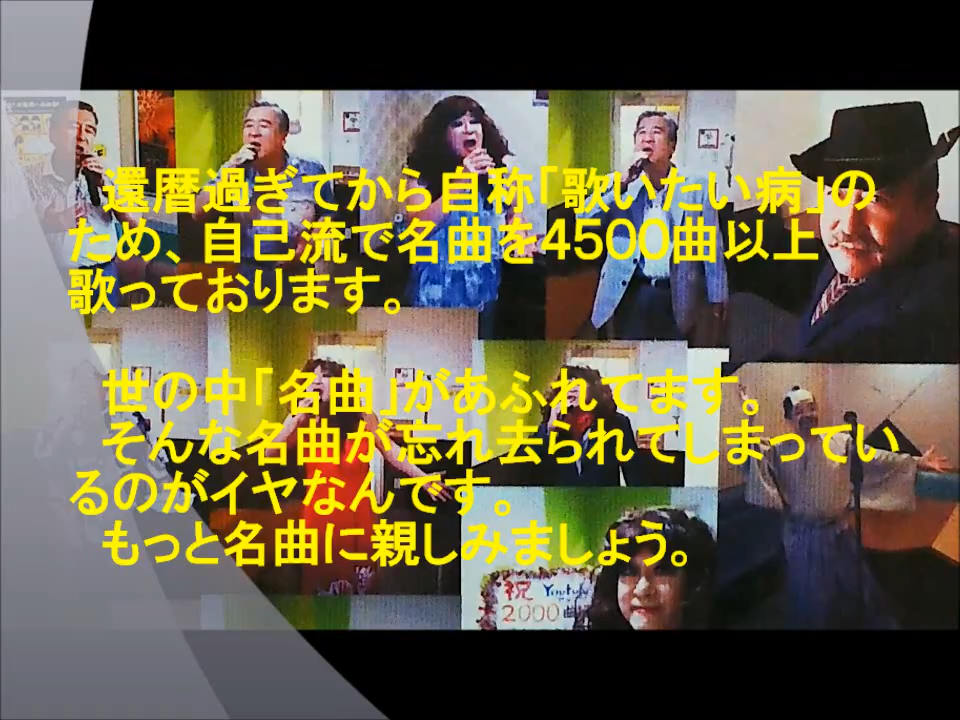 還暦過ぎてから自称「歌いたい病」の
ため、自己流で名曲を4500曲以上
歌っております。
世の中「名曲」があふれてます。
そんな名曲が忘れ去られてしまってい
るのがイヤなんです。
もっと名曲に親しみましょう。
祝 Youtube
2000曲